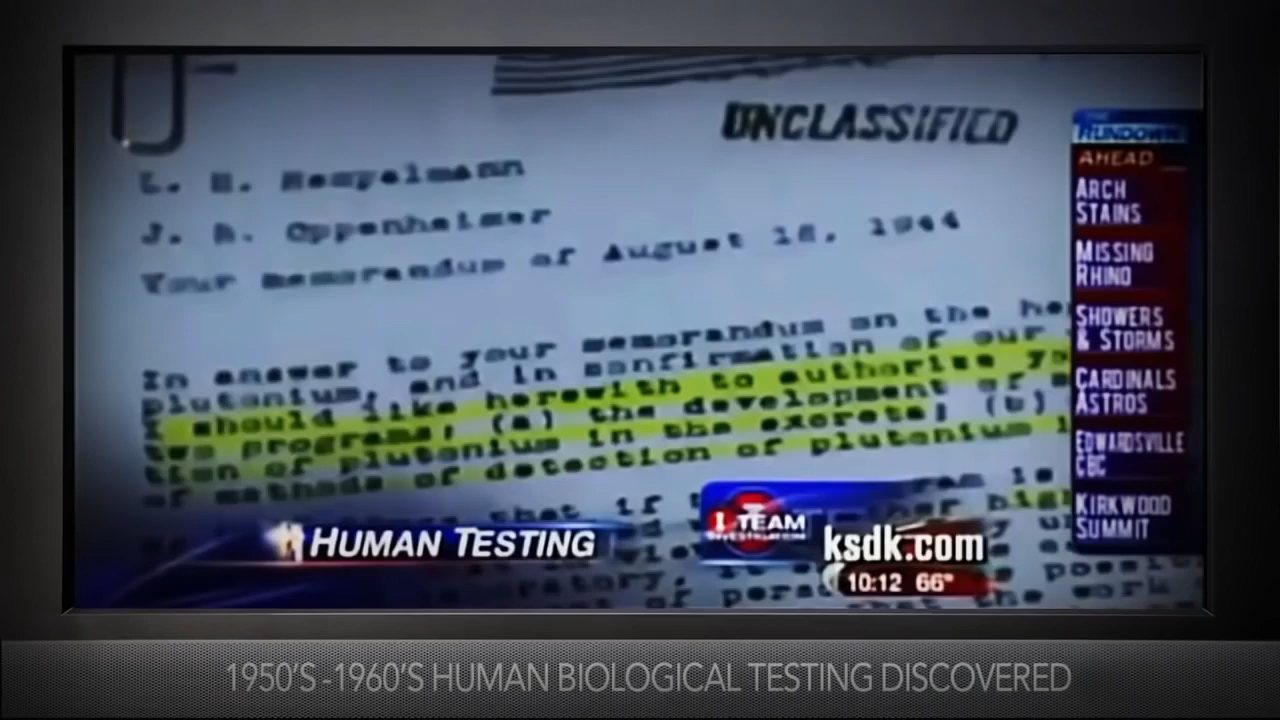 UNCLASSIFIED
L. H. Hempelmann
J. R. Oppenheimer
Your memorandum of August 16, 1944
In answer to your memorandum on the
plutonium, and in confirmation of our
I should like herewith to authorize
two programs; (a) the development of
tion of plutonium in the excreta; (b)
of methods of detection of plutonium
that if
RUNDOWN
AHEAD
ARCH
STAINS
MISSING
RHINO
SHOWERS
& STORMS
CARDINALS
ASTROS
EDWARDSVILLE
CBC
KIRKWOOD
SUMMIT
HUMAN TESTING
I-TEAM
INVESTIGATION
ksdk.com
10:12 66°
1950'S -1960'S HUMAN BIOLOGICAL TESTING DISCOVERED